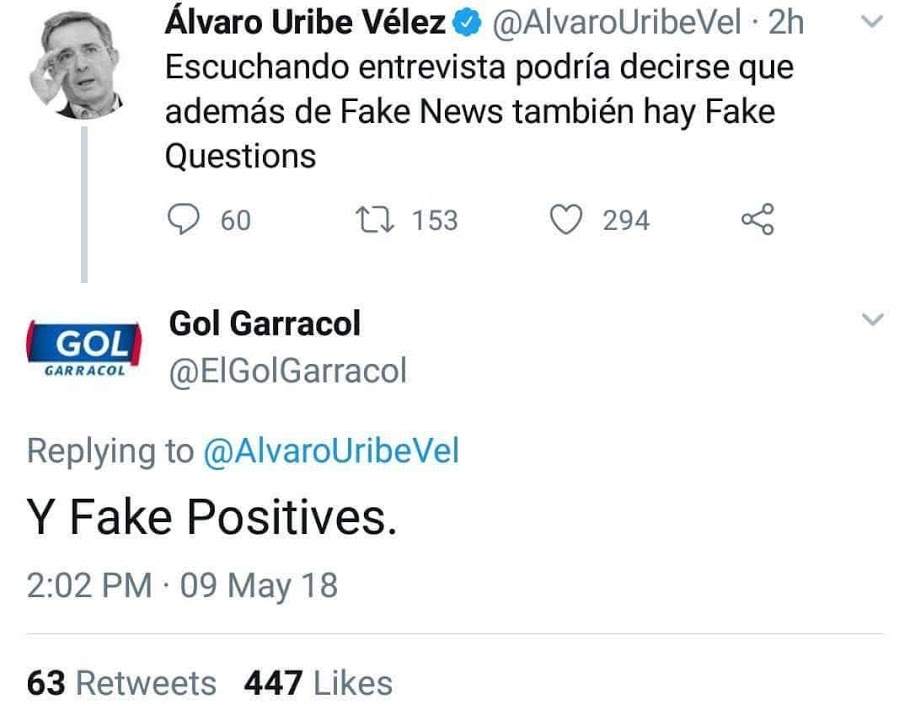 Álvaro Uribe Vélez @AlvaroUribeVel · 2h
Escuchando entrevista podría decirse que
además de Fake News también hay Fake
Questions
60 153 294
GOL
GARRACOL
Gol Garracol
@ElGolGarracol
Replying to @AlvaroUribeVel
Y Fake Positives.
2:02 PM · 09 May 18
63 Retweets 447 Likes